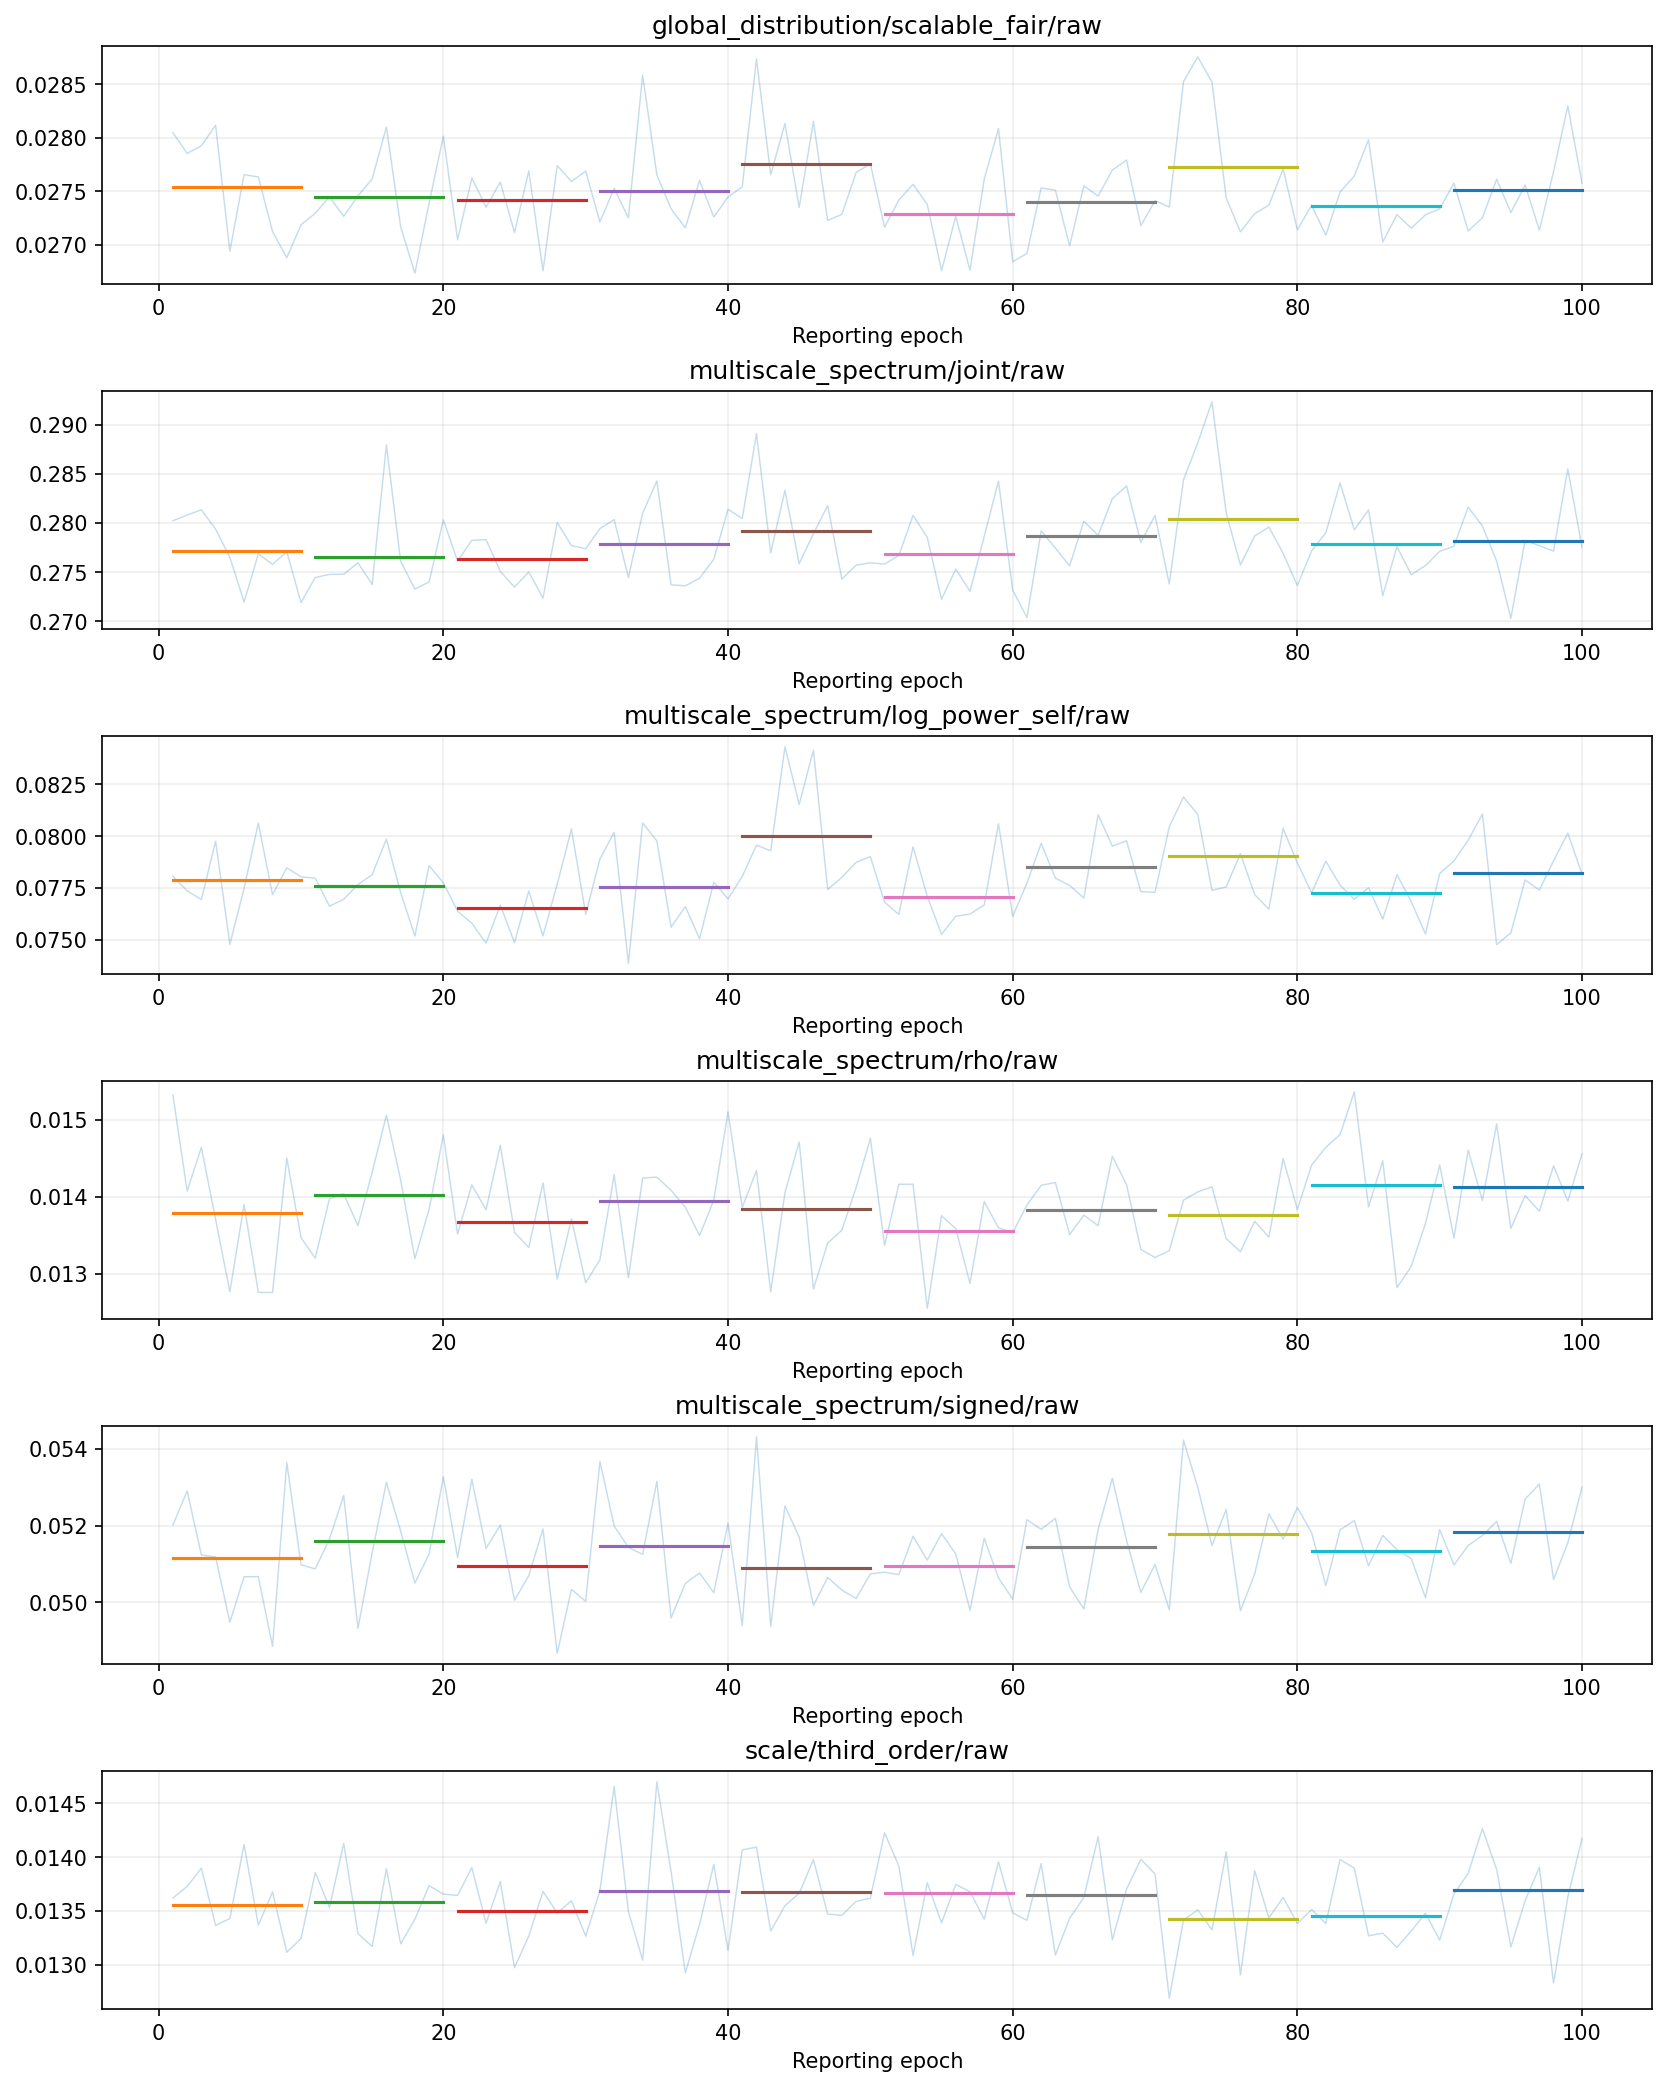 global_distribution/scalable_fair/raw
0.0285
0.0280
0.0275
0.0270
0 20 40 60 80 100
Reporting epoch
multiscale_spectrum/joint/raw
0.290
0.285
0.280
0.275
0.270
0 20 40 60 80 100
Reporting epoch
multiscale_spectrum/log_power_self/raw
0.0825
0.0800
0.0775
0.0750
0 20 40 60 80 100
Reporting epoch
multiscale_spectrum/rho/raw
0.015
0.014
0.013
0 20 40 60 80 100
Reporting epoch
multiscale_spectrum/signed/raw
0.054
0.052
0.050
0 20 40 60 80 100
Reporting epoch
scale/third_order/raw
0.0145
0.0140
0.0135
0.0130
0 20 40 60 80 100
Reporting epoch